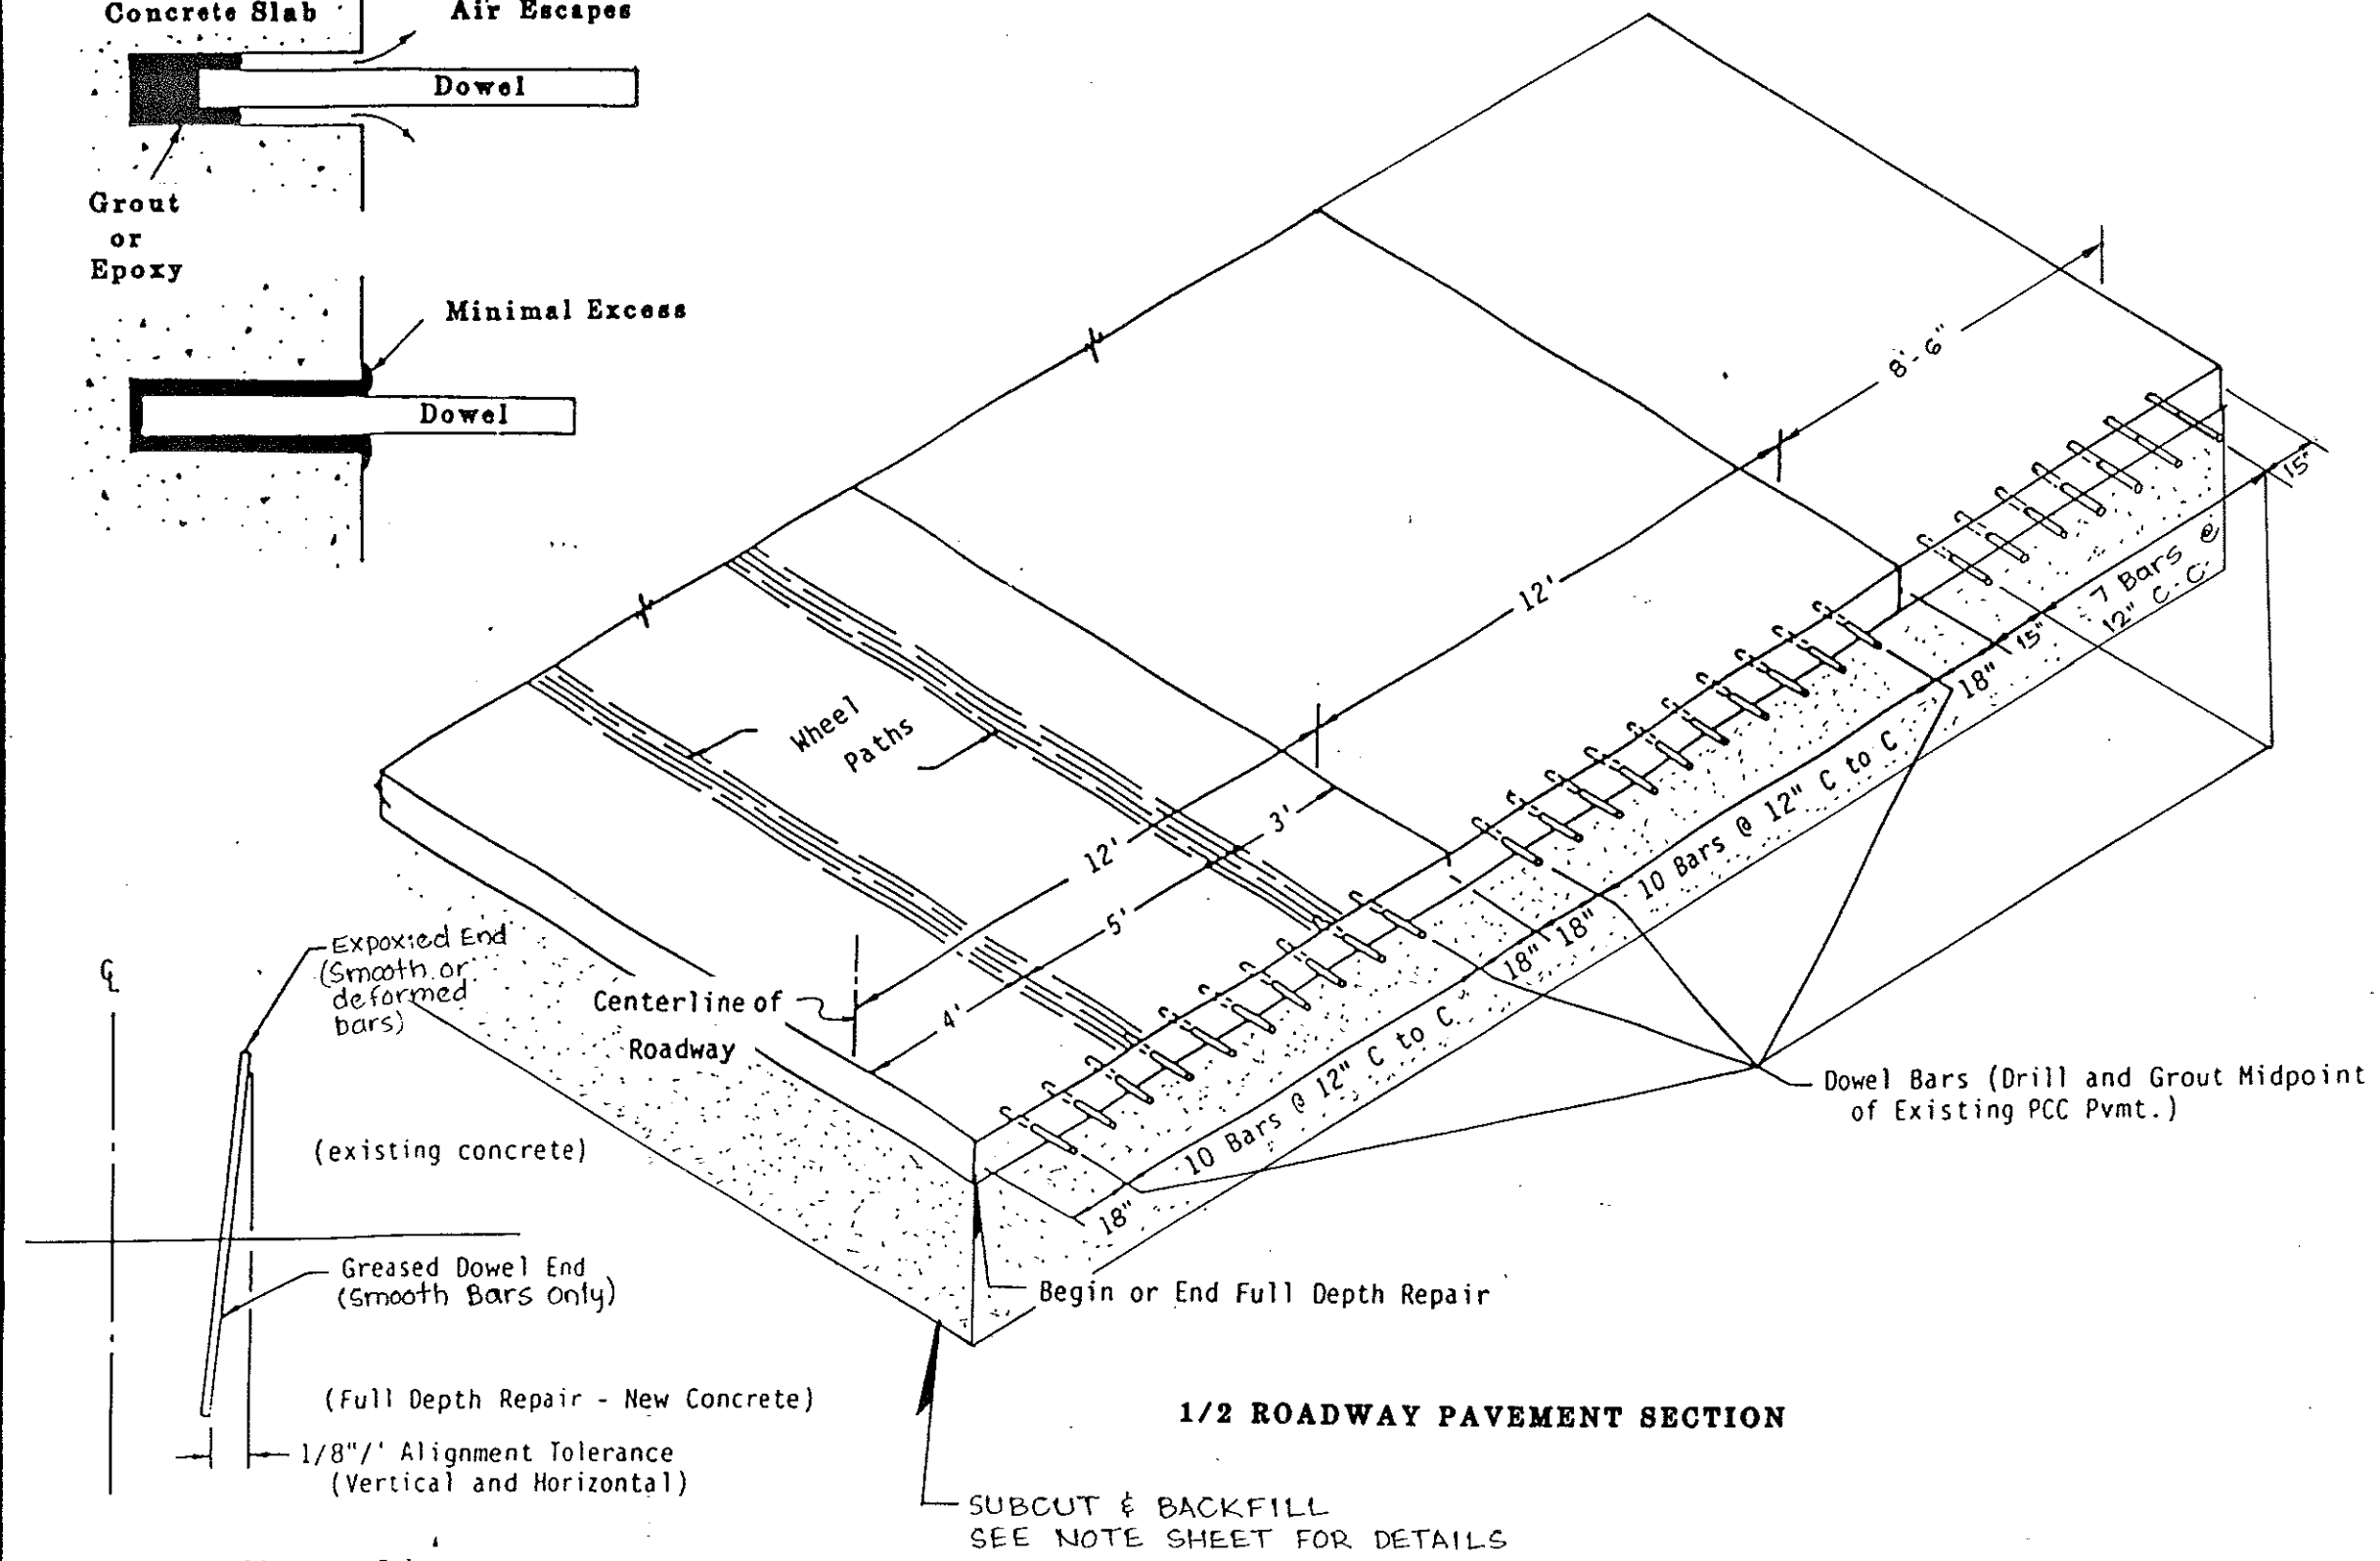 Concrete Slab
Air Escapes
Dowel
Grout
or
Epoxy
Minimal Excess
Dowel
8'-6"
15"
12'
7 Bars @
12" C-C
15"
18"
Wheel
Paths
12'
3'
5'
4'
10 Bars @ 12" C to C
18"
18"
10 Bars @ 12" C to C
18"
Centerline of
Roadway
℄
Expoxied End
(Smooth or
deformed
bars)
(existing concrete)
Greased Dowel End
(Smooth Bars Only)
(Full Depth Repair - New Concrete)
1/8"/' Alignment Tolerance
(Vertical and Horizontal)
Dowel Bars (Drill and Grout Midpoint
of Existing PCC Pvmt.)
Begin or End Full Depth Repair
1/2 ROADWAY PAVEMENT SECTION
SUBCUT & BACKFILL
SEE NOTE SHEET FOR DETAILS